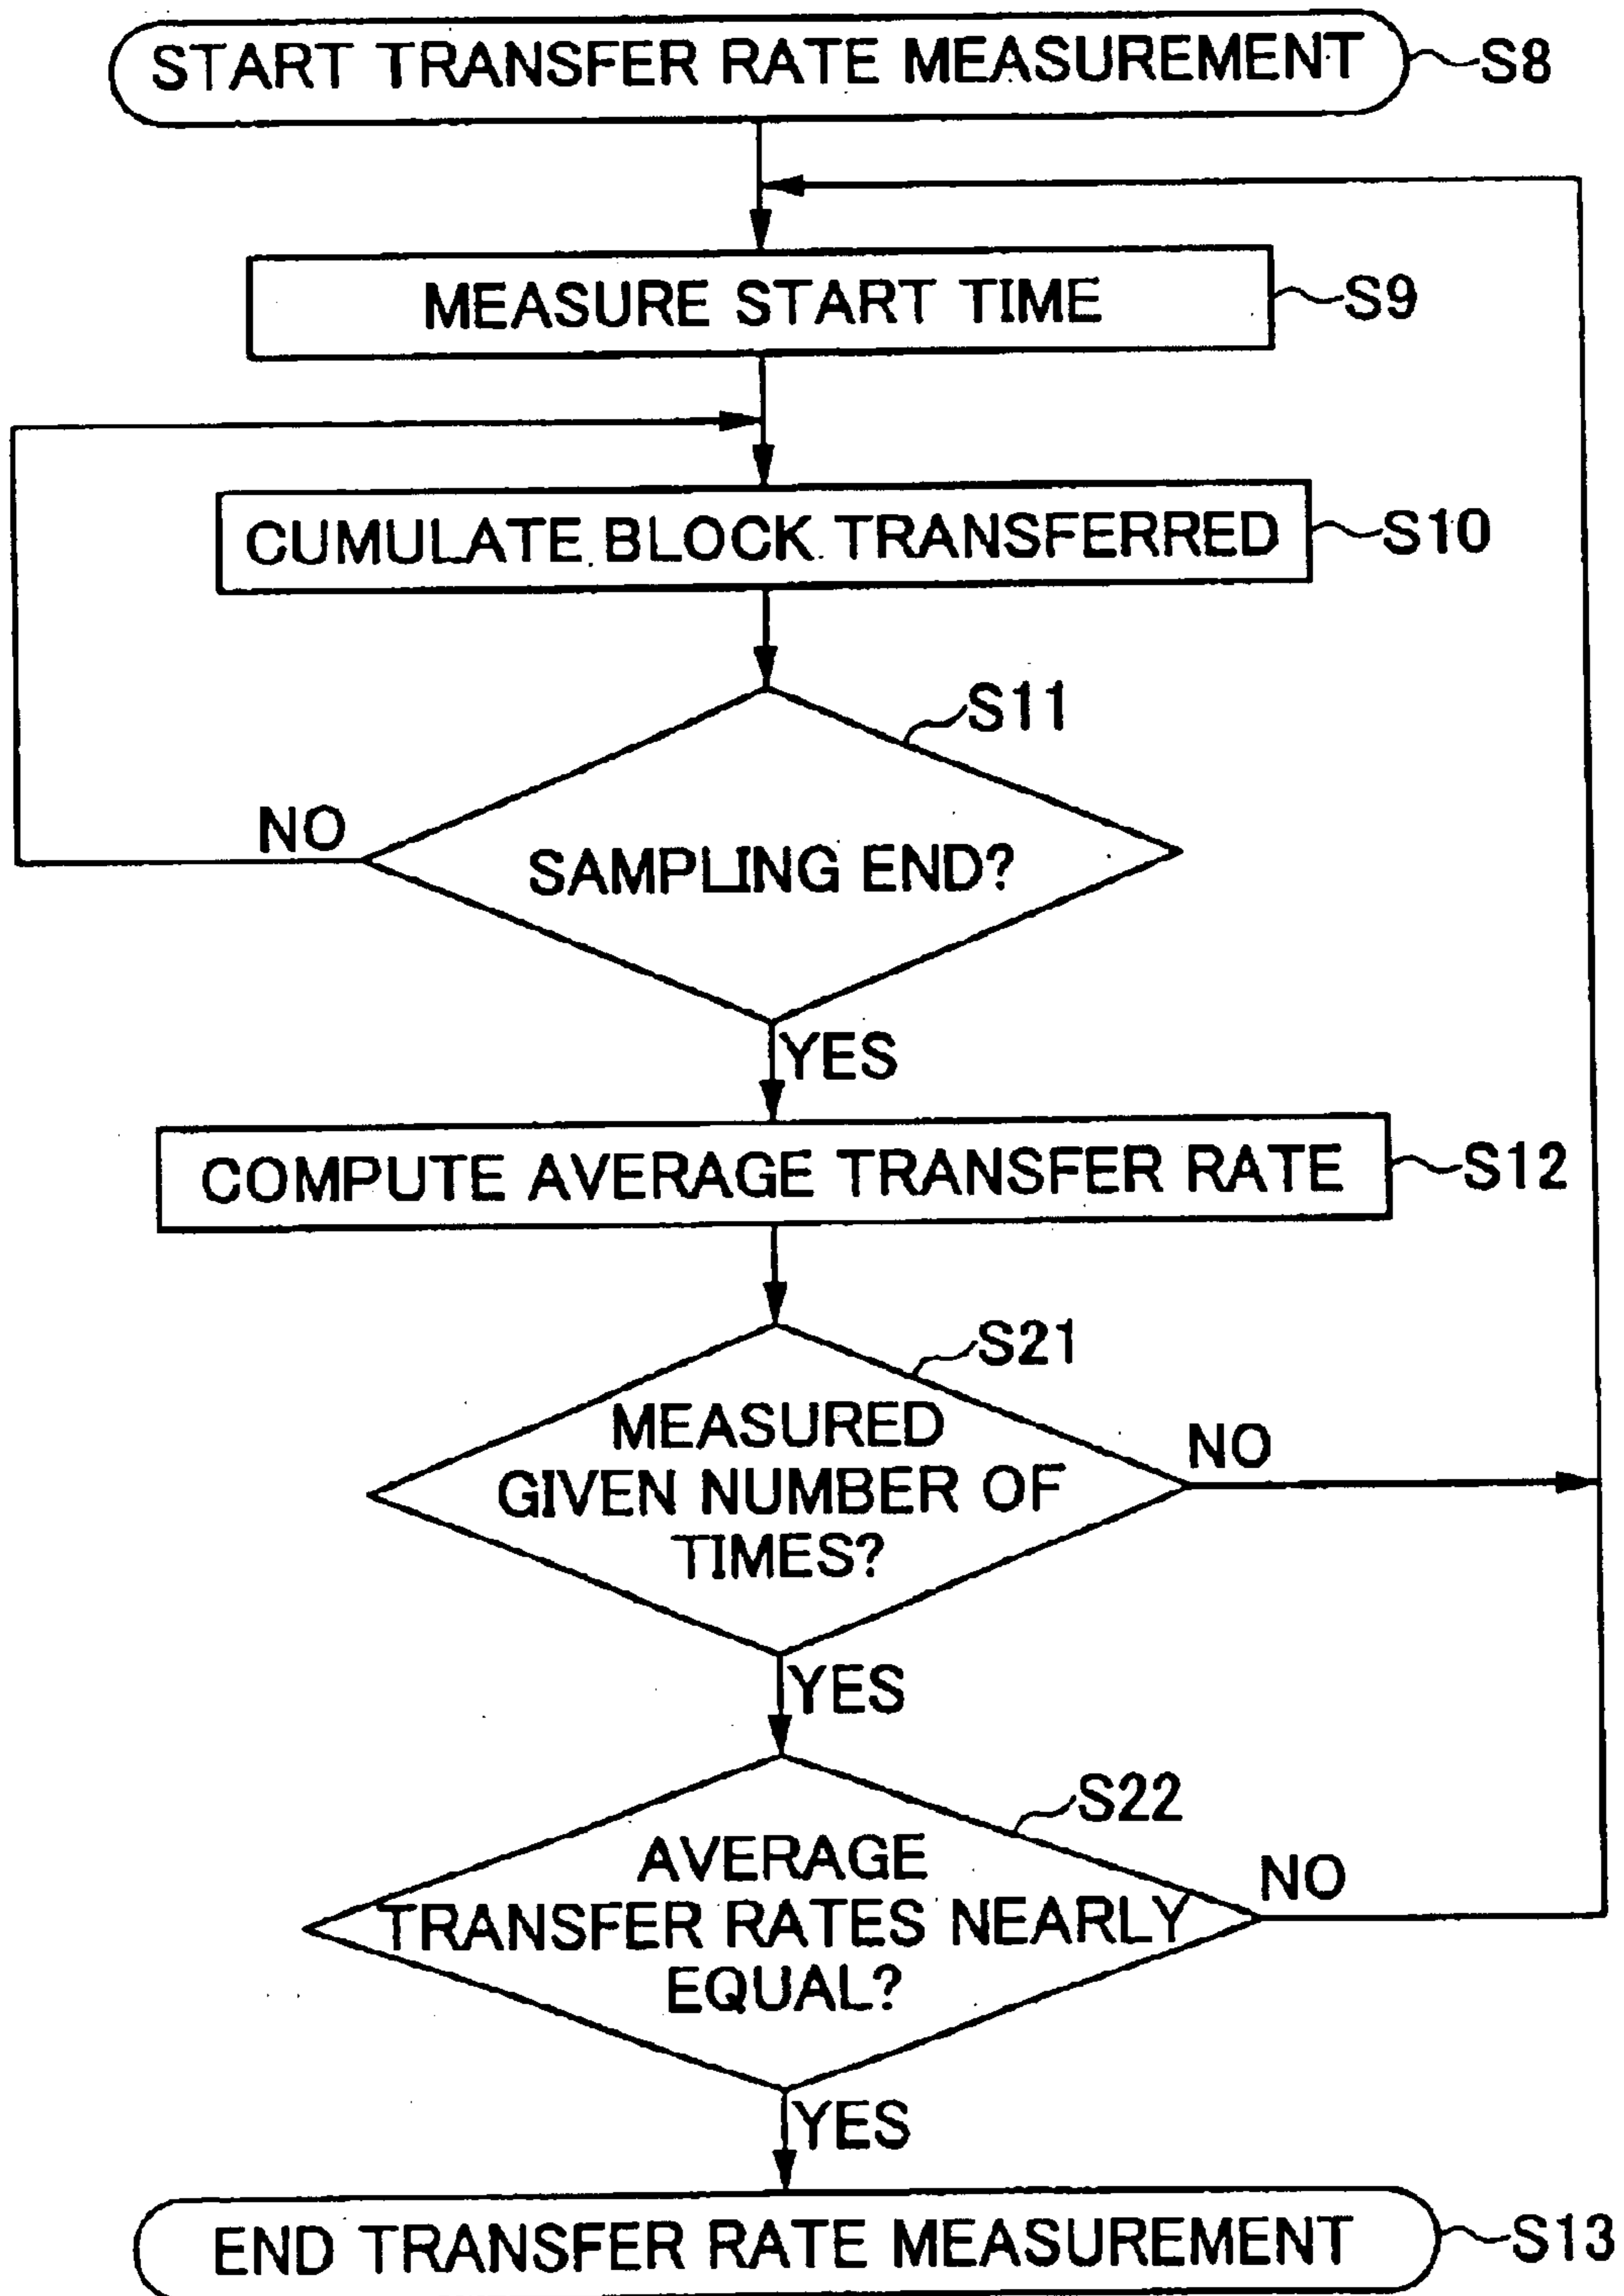 START TRANSFER RATE MEASUREMENT
S8
MEASURE START TIME
S9
CUMULATE BLOCK TRANSFERRED
S10
S11
NO
SAMPLING END?
YES
COMPUTE AVERAGE TRANSFER RATE
S12
S21
MEASURED
GIVEN NUMBER OF
TIMES?
NO
YES
S22
AVERAGE
TRANSFER RATES NEARLY
EQUAL?
NO
YES
END TRANSFER RATE MEASUREMENT
S13